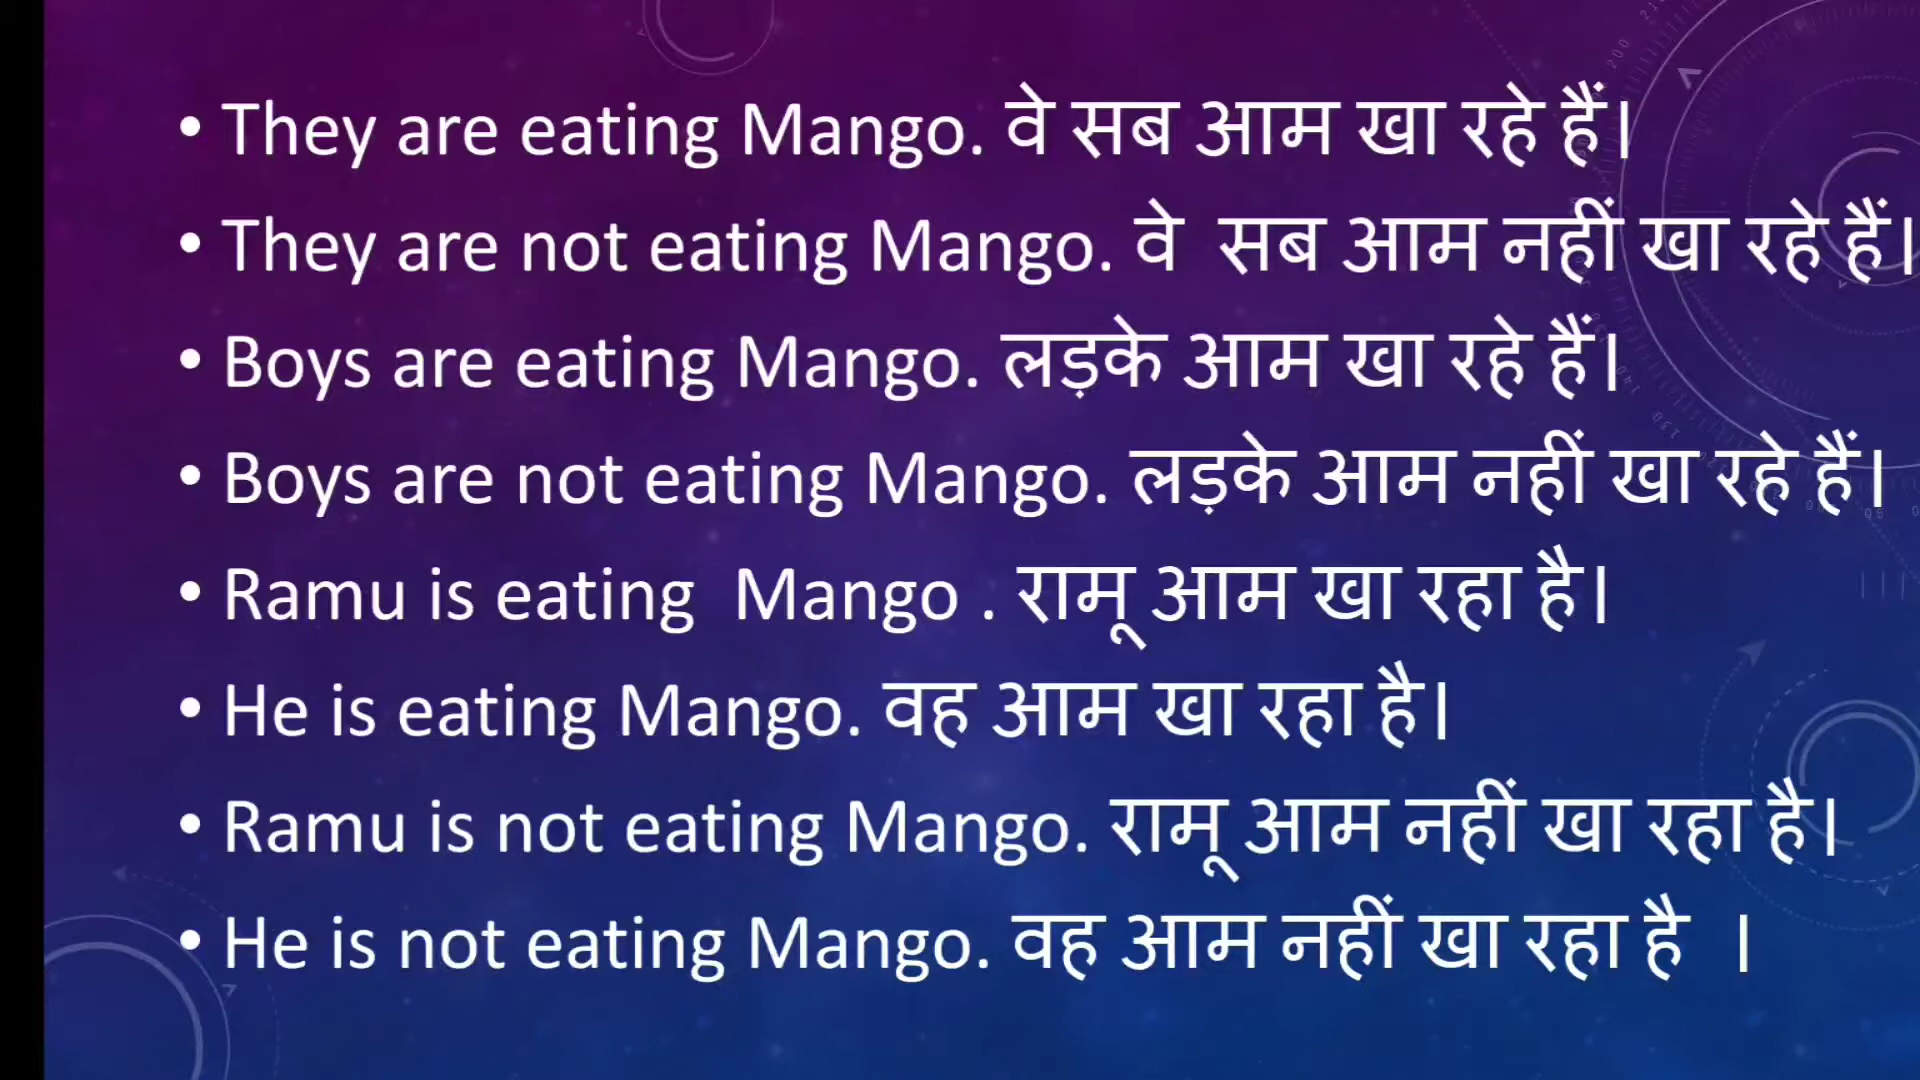 • They are eating Mango. वे सब आम खा रहे हैं।
• They are not eating Mango. वे  सब आम नहीं खा रहे हैं।
• Boys are eating Mango. लड़के आम खा रहे हैं।
• Boys are not eating Mango. लड़के आम नहीं खा रहे हैं।
• Ramu is eating  Mango . रामू आम खा रहा है।
• He is eating Mango. वह आम खा रहा है।
• Ramu is not eating Mango. रामू आम नहीं खा रहा है।
• He is not eating Mango. वह आम नहीं खा रहा है  ।